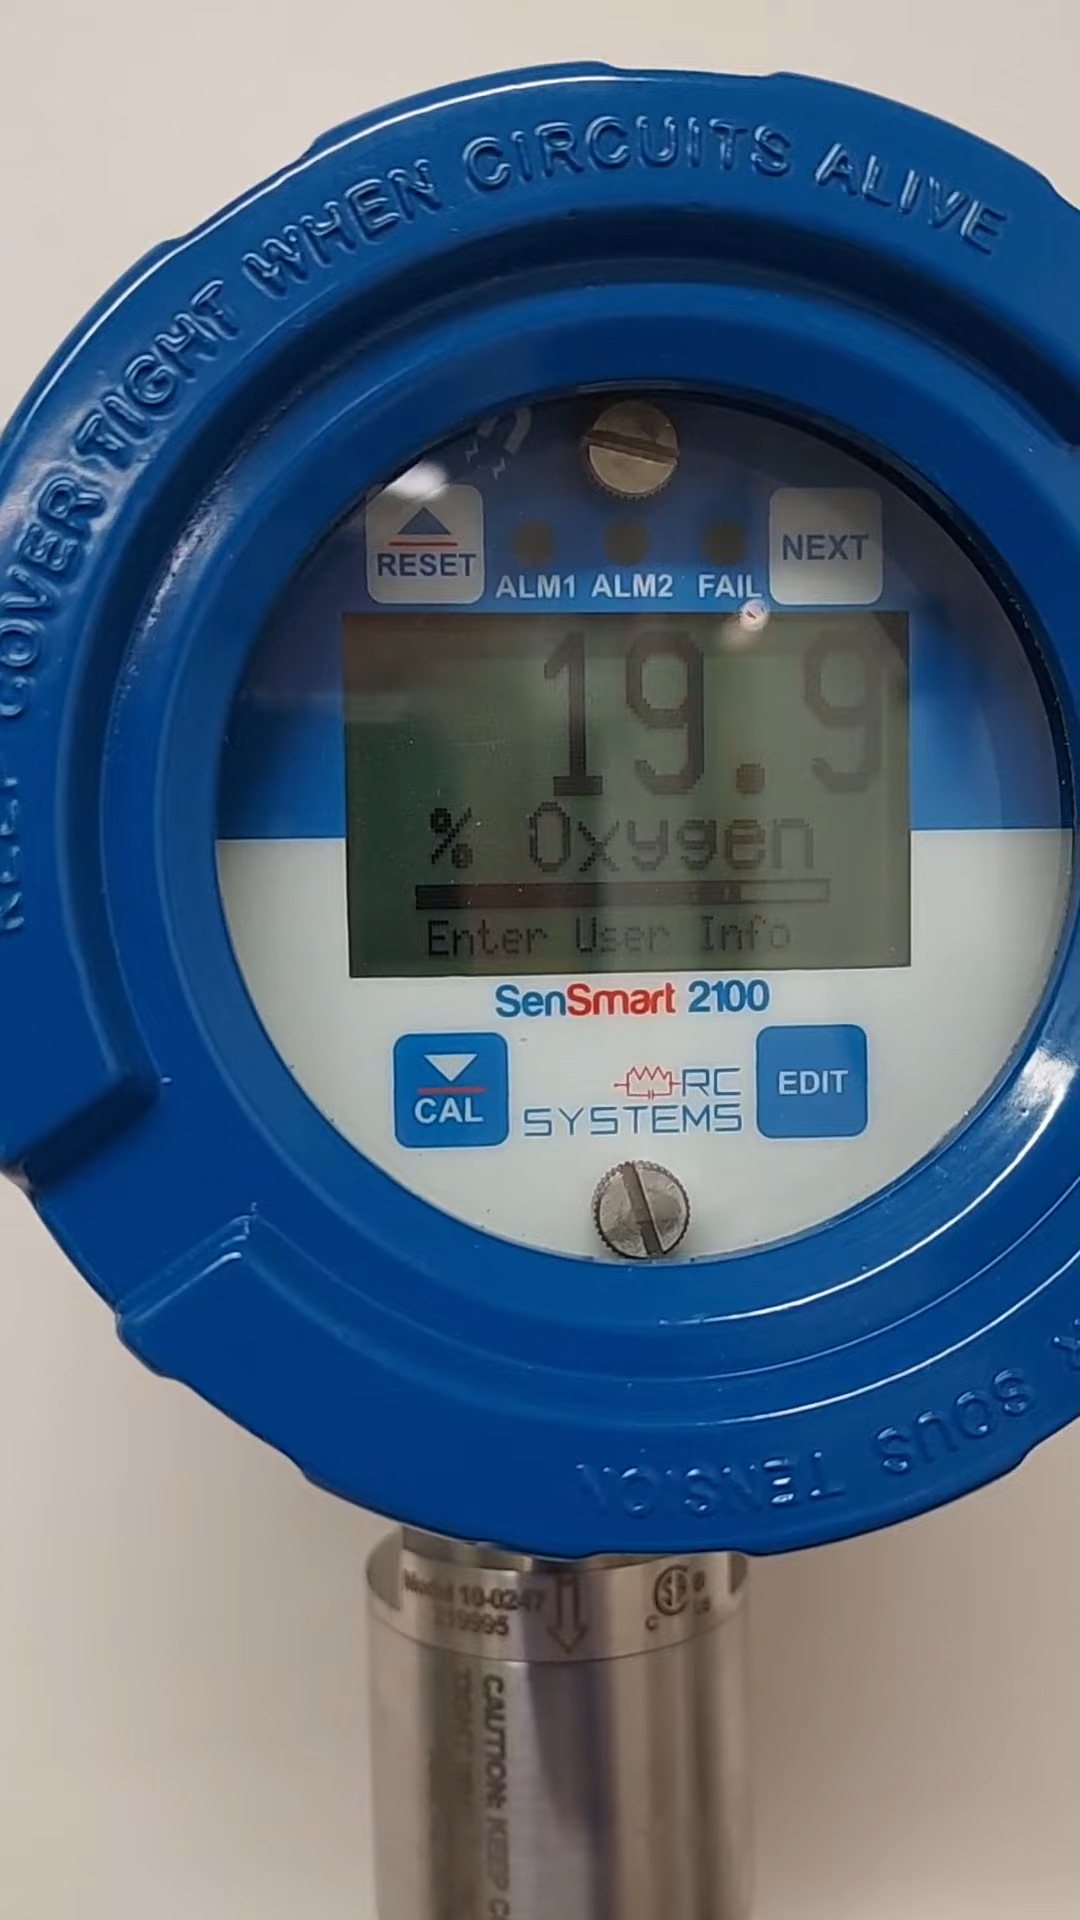 COVER TIGHT WHEN CIRCUITS ALIVE
RESET
ALM1 ALM2 FAIL
NEXT
19.9
% Oxygen
Enter User Info
SenSmart 2100
CAL
RC
SYSTEMS
EDIT
SOUS TENSION
Model 10-0247
CAUTION: KEEP